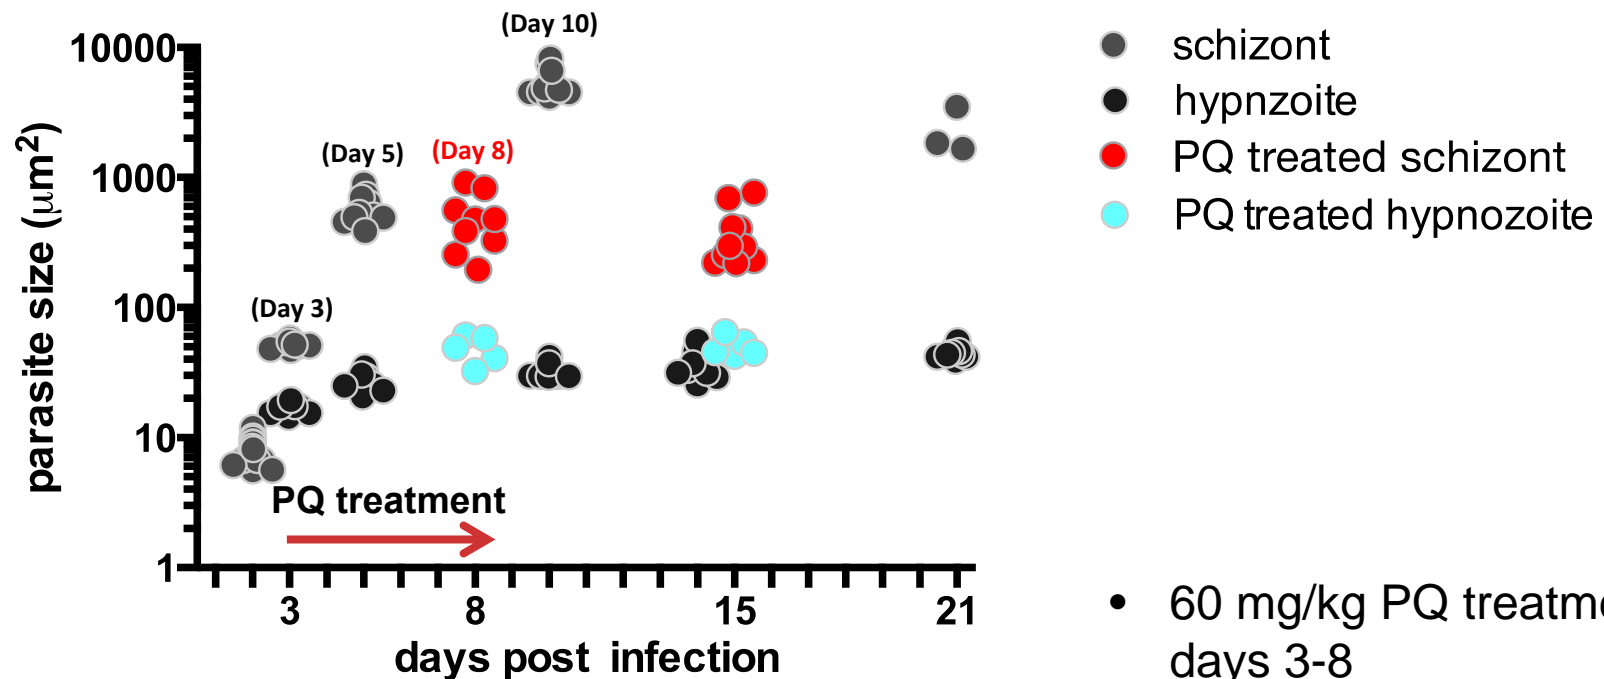 (Day 10)
10000
(Day 5)
(Day 8)
1000
(Day 3)
100
10
1
parasite size (μm²)
PQ treatment
3 8 15 21
days post infection
schizont
hypnzoite
PQ treated schizont
PQ treated hypnozoite
• 60 mg/kg PQ
days 3-8